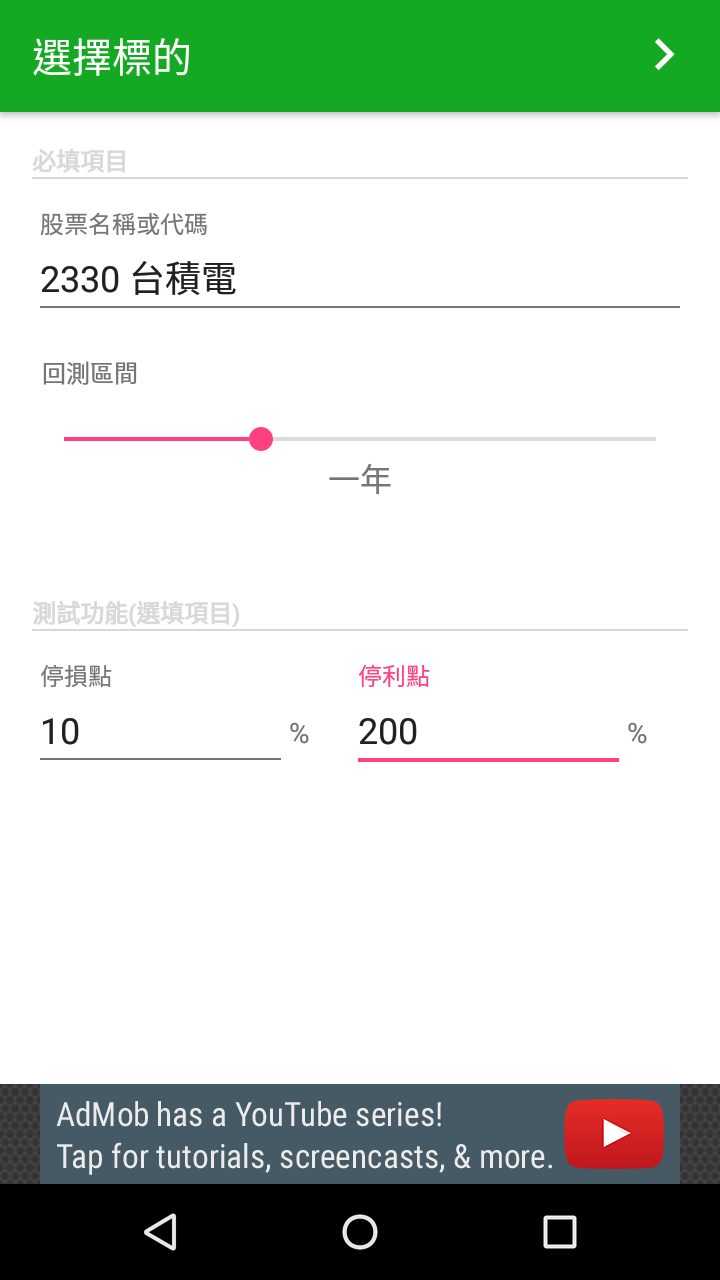 選擇標的
必填項目
股票名稱或代碼
2330 台積電
回測區間
一年
測試功能(選填項目)
停損點 停利點
10 % 200 %
AdMob has a YouTube series!
Tap for tutorials, screencasts, & more.